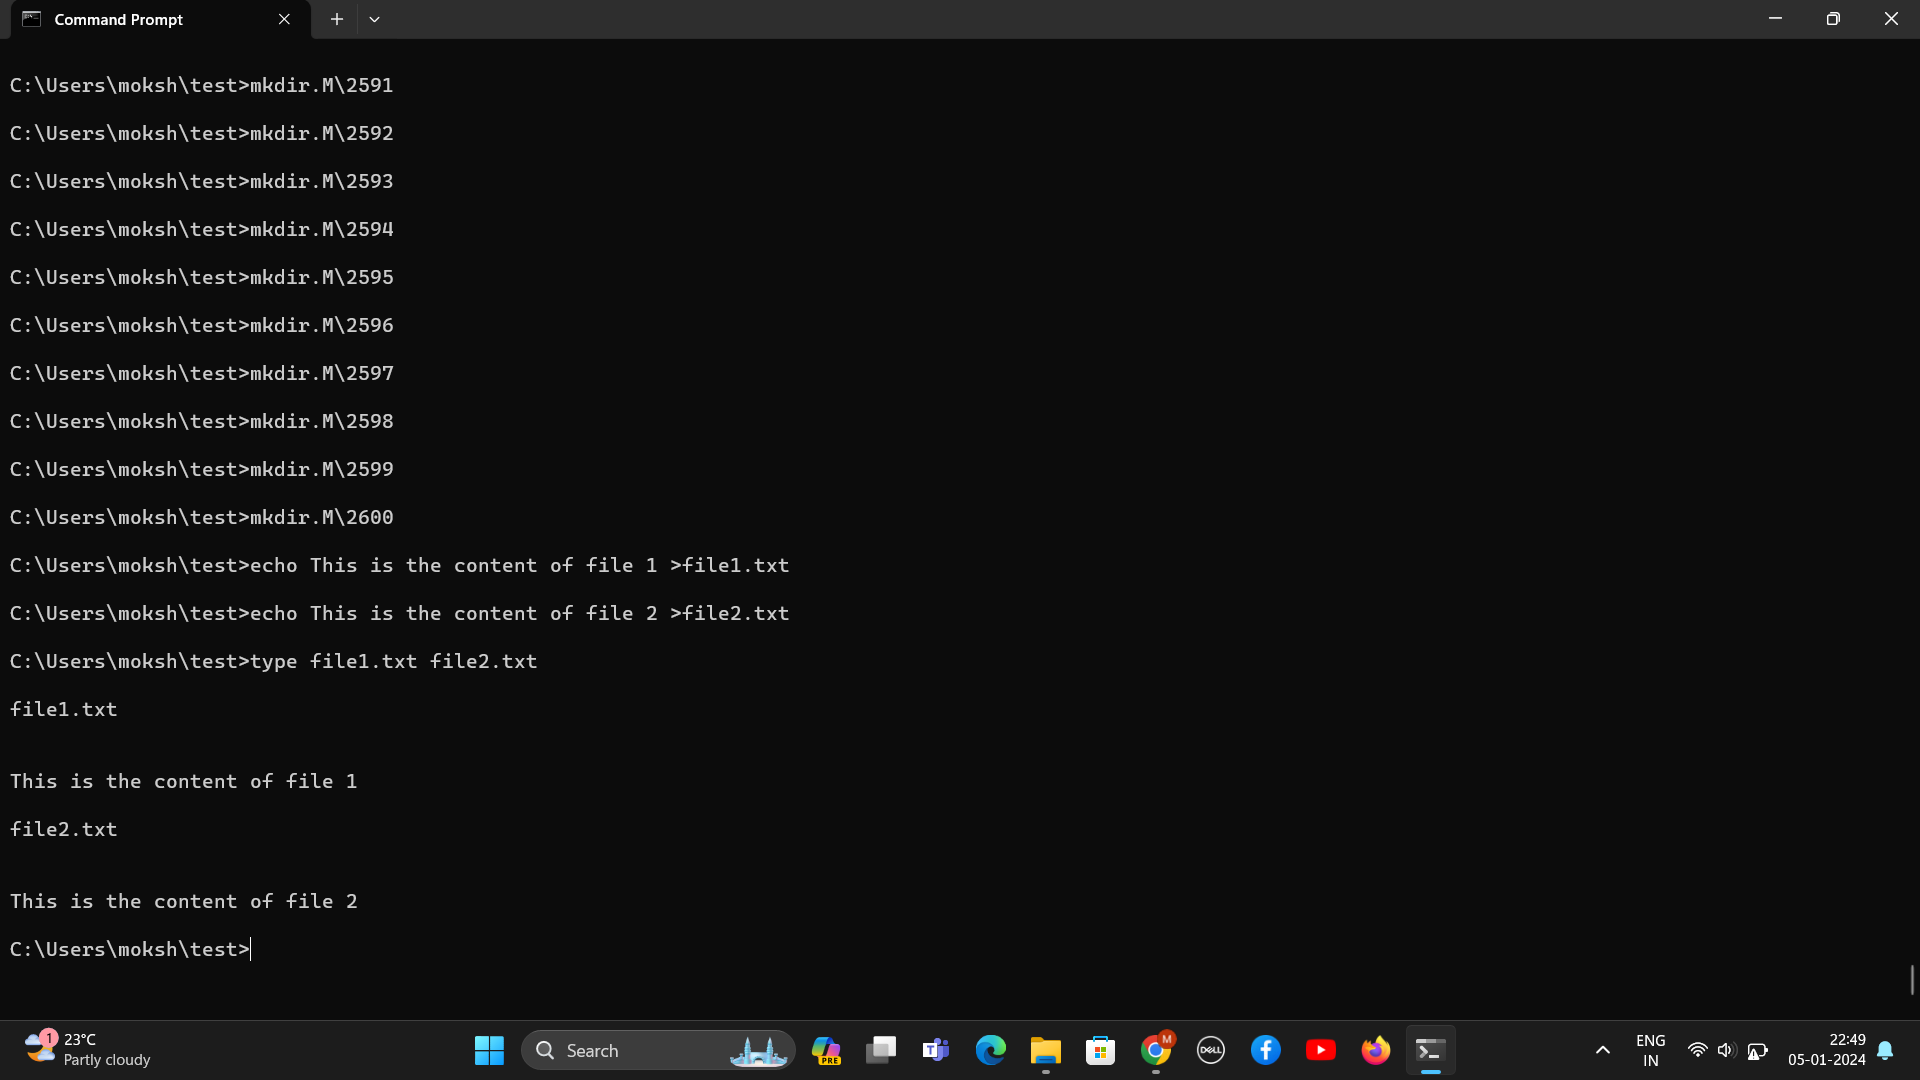 Command Prompt
C:\Users\moksh\test>mkdir.M\2591
C:\Users\moksh\test>mkdir.M\2592
C:\Users\moksh\test>mkdir.M\2593
C:\Users\moksh\test>mkdir.M\2594
C:\Users\moksh\test>mkdir.M\2595
C:\Users\moksh\test>mkdir.M\2596
C:\Users\moksh\test>mkdir.M\2597
C:\Users\moksh\test>mkdir.M\2598
C:\Users\moksh\test>mkdir.M\2599
C:\Users\moksh\test>mkdir.M\2600
C:\Users\moksh\test>echo This is the content of file 1 >file1.txt
C:\Users\moksh\test>echo This is the content of file 2 >file2.txt
C:\Users\moksh\test>type file1.txt file2.txt
file1.txt
This is the content of file 1
file2.txt
This is the content of file 2
C:\Users\moksh\test>
1
23°C
Partly cloudy
Search
PRE
T
M
DELL
ENG
IN
22:49
05-01-2024